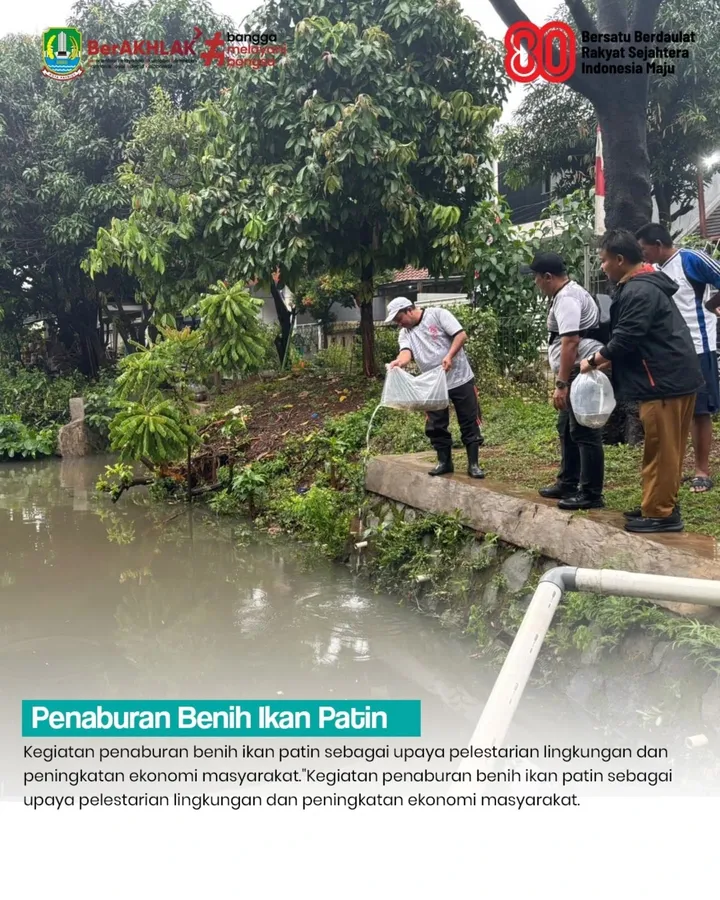 BerAKHLAK
#bangga
melayani
bangsa
80
Bersatu Berdaulat
Rakyat Sejahtera
Indonesia Maju
Penaburan Benih Ikan Patin
Kegiatan penaburan benih ikan patin sebagai upaya pelestarian lingkungan dan
peningkatan ekonomi masyarakat."Kegiatan penaburan benih ikan patin sebagai
upaya pelestarian lingkungan dan peningkatan ekonomi masyarakat.